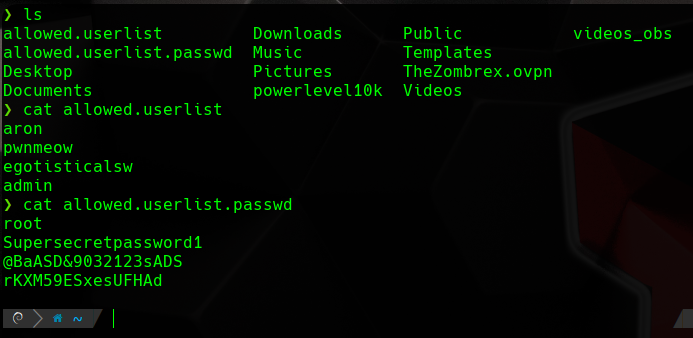 ❯ ls
allowed.userlist Downloads Public videos_obs
allowed.userlist.passwd Music Templates
Desktop Pictures TheZombrex.ovpn
Documents powerlevel10k Videos
❯ cat allowed.userlist
aron
pwnmeow
egotisticalsw
admin
❯ cat allowed.userlist.passwd
root
Supersecretpassword1
@BaASD&9032123sADS
rKXM59ESxesUFHAd
~